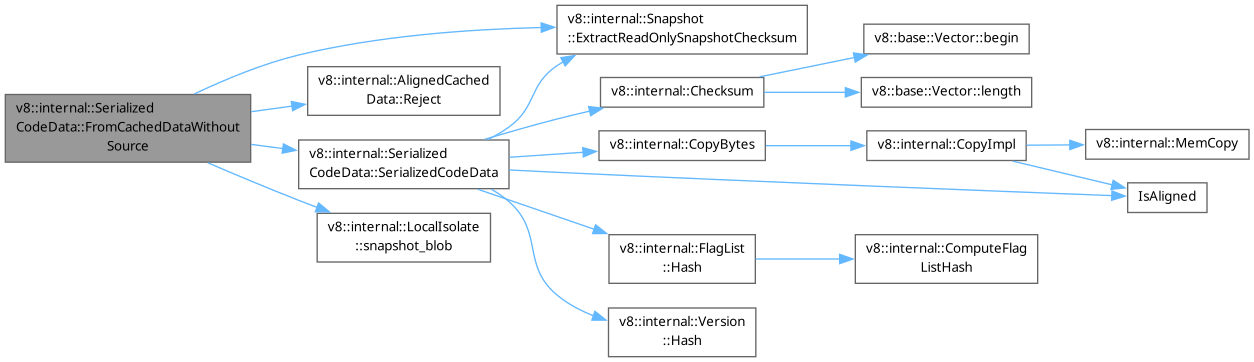 v8::internal::Serialized
CodeData::FromCachedDataWithout
Source
v8::internal::Snapshot
::ExtractReadOnlySnapshotChecksum
v8::internal::AlignedCached
Data::Reject
v8::internal::Serialized
CodeData::SerializedCodeData
v8::internal::LocalIsolate
::snapshot_blob
v8::internal::Checksum
v8::internal::CopyBytes
v8::internal::FlagList
::Hash
v8::internal::Version
::Hash
v8::base::Vector::begin
v8::base::Vector::length
v8::internal::CopyImpl
v8::internal::ComputeFlag
ListHash
v8::internal::MemCopy
IsAligned